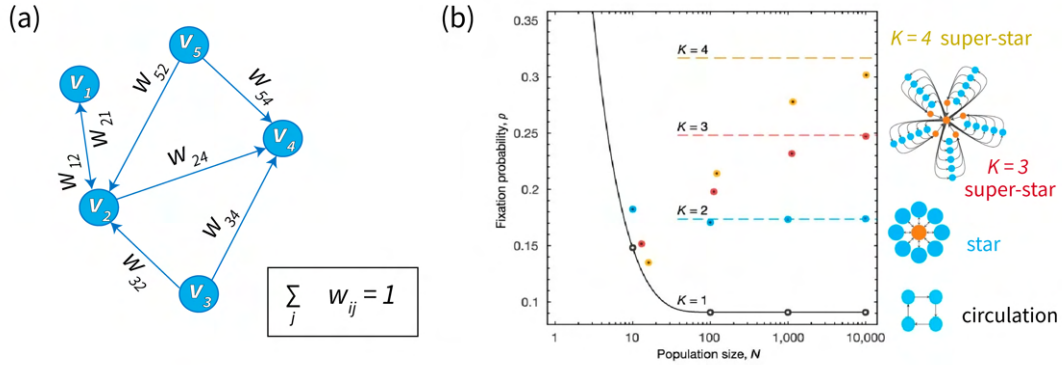 (a)
V5
V1
W52
W54
W21
W12
V4
W24
V2
W34
W32
V3
∑j wij = 1
(b)
Fixation probability, ρ
0.35
0.3
0.25
0.2
0.15
0.1
K = 4
K = 3
K = 2
K = 1
1
10
100
1,000
10,000
Population size, N
K = 4 super-star
K = 3
super-star
star
circulation